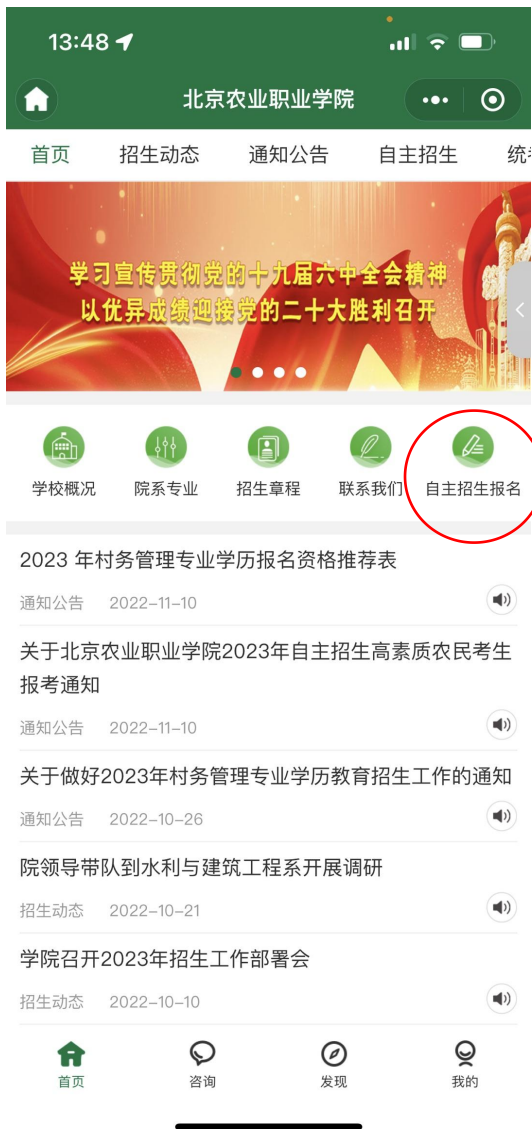 13:48
北京农业职业学院
首页 招生动态 通知公告 自主招生 统
学习宣传贯彻党的十九届六中全会精神
以优异成绩迎接党的二十大胜利召开
学校概况 院系专业 招生章程 联系我们 自主招生报名
2023 年村务管理专业学历报名资格推荐表
通知公告 2022-11-10
关于北京农业职业学院2023年自主招生高素质农民考生
报考通知
通知公告 2022-11-10
关于做好2023年村务管理专业学历教育招生工作的通知
通知公告 2022-10-26
院领导带队到水利与建筑工程系开展调研
招生动态 2022-10-21
学院召开2023年招生工作部署会
招生动态 2022-10-10
首页 咨询 发现 我的